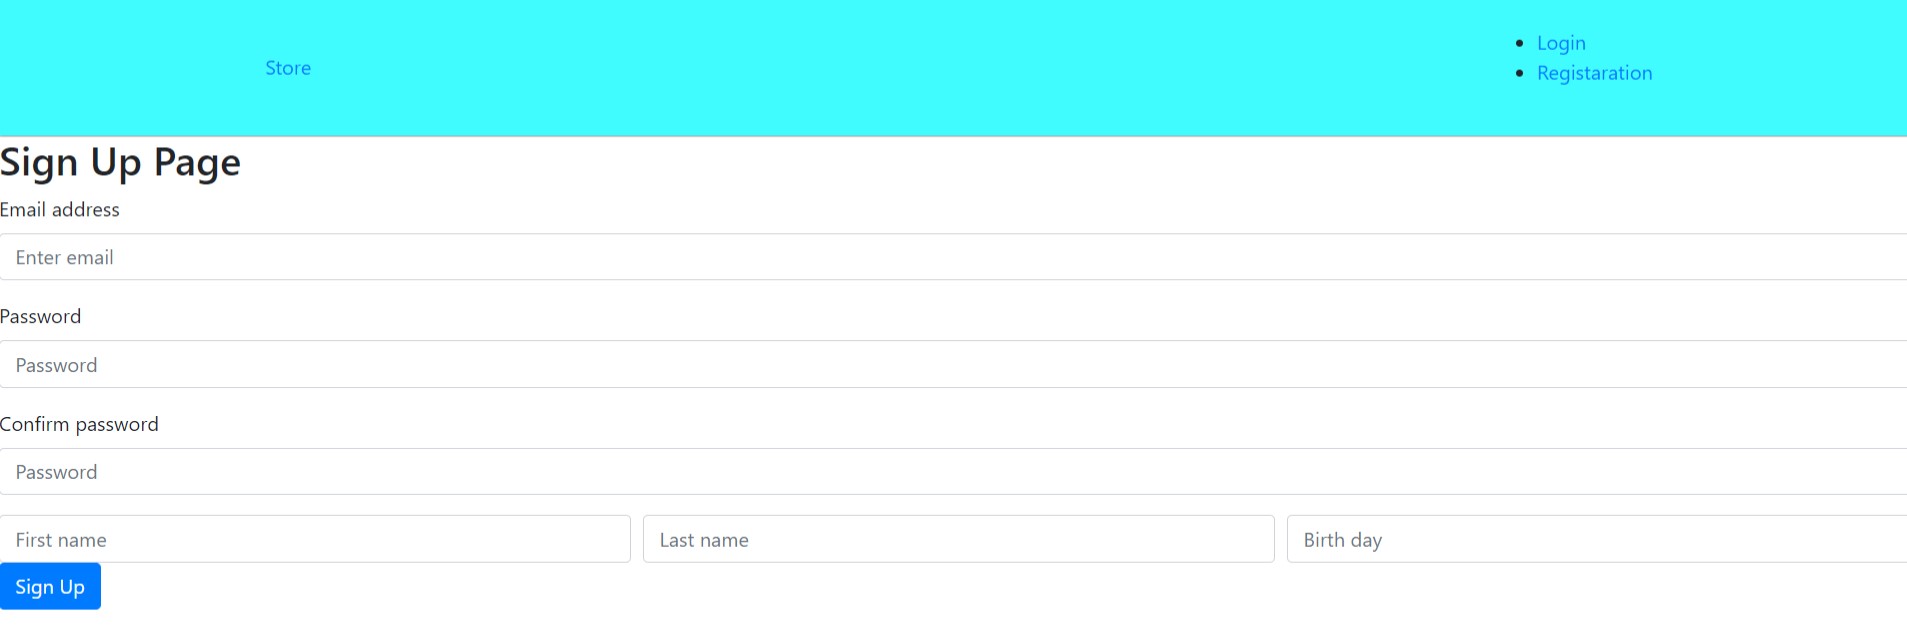 Store
Login
Registaration
Sign Up Page
Email address
Enter email
Password
Password
Confirm password
Password
First name Last name Birth day
Sign Up